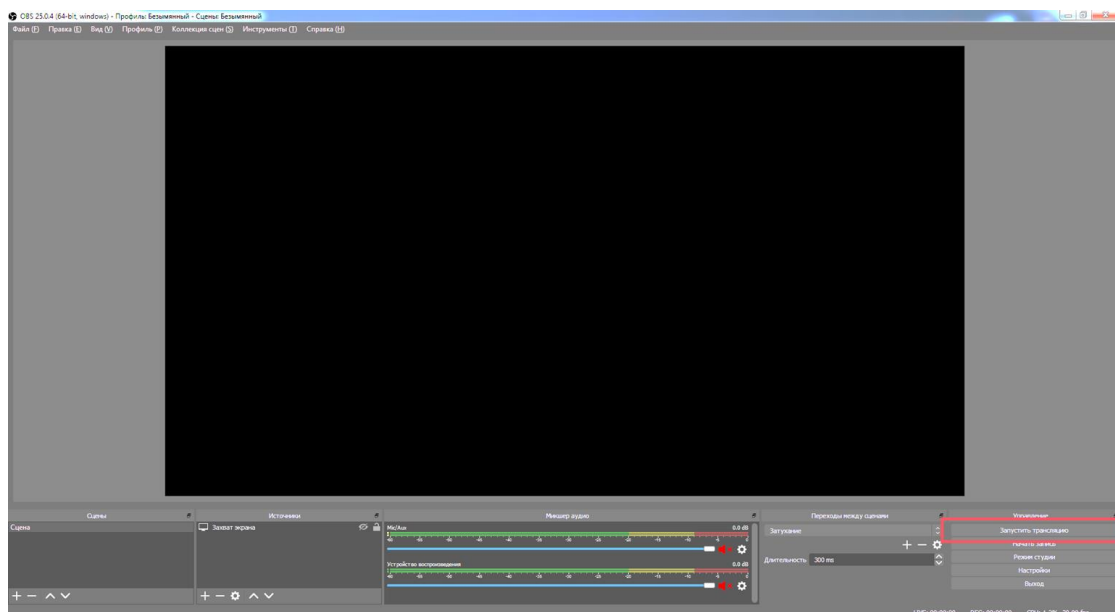 OBS 25.0.4 (64-bit, windows) - Профиль: Безымянный - Сцены: Безымянный
Файл (F) Правка (E) Вид (V) Профиль (P) Коллекция сцен (S) Инструменты (T) Справка (H)
Сцены
Сцена
Источники
Захват экрана
Микшер аудио
Mic/Aux 0.0 dB
Устройство воспроизведения 0.0 dB
Переходы между сценами
Затухание
Длительность 300 ms
Управление
Запустить трансляцию
Начать запись
Режим студии
Настройки
Выход